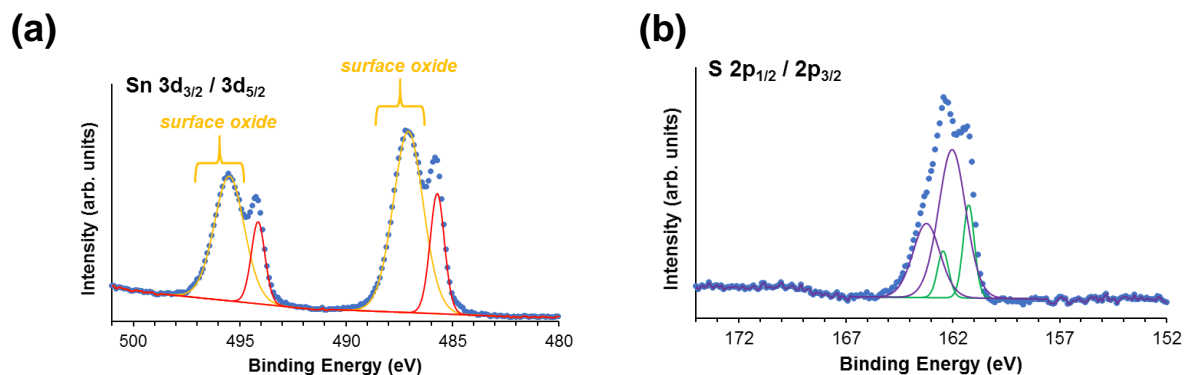 (a)
Sn 3d3/2 / 3d5/2
surface oxide
surface oxide
Intensity (arb. units)
500
495
490
485
480
Binding Energy (eV)
(b)
S 2p1/2 / 2p3/2
Intensity (arb. units)
172
167
162
157
152
Binding Energy (eV)